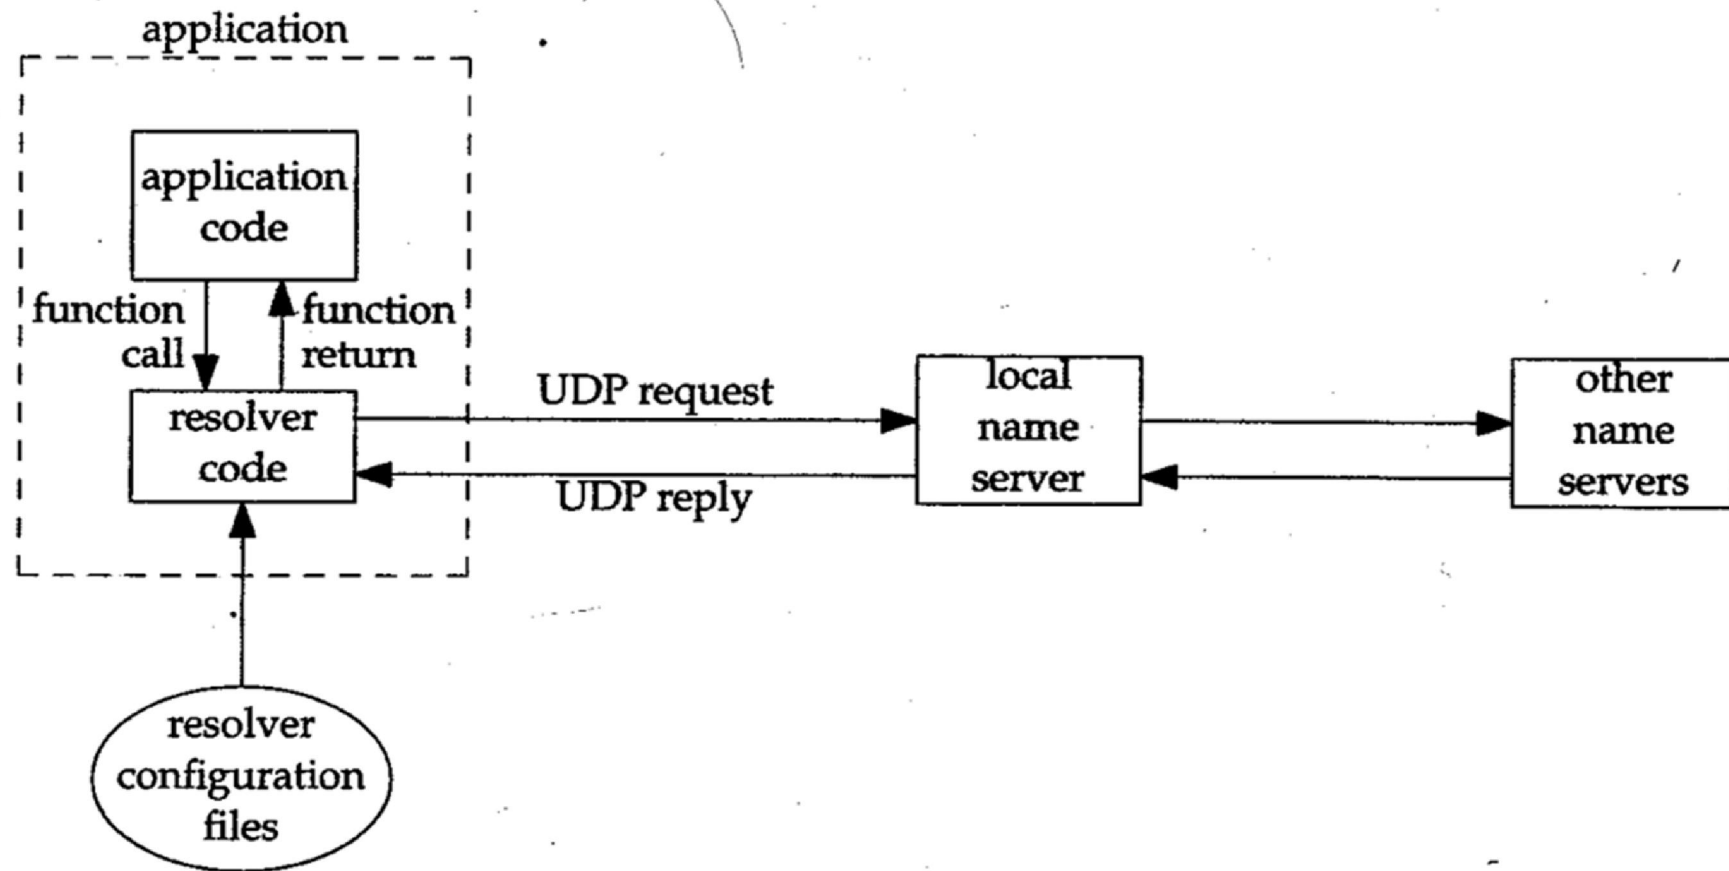 application
application
code
function
call
function
return
resolver
code
UDP request
UDP reply
local
name
server
other
name
servers
resolver
configuration
files